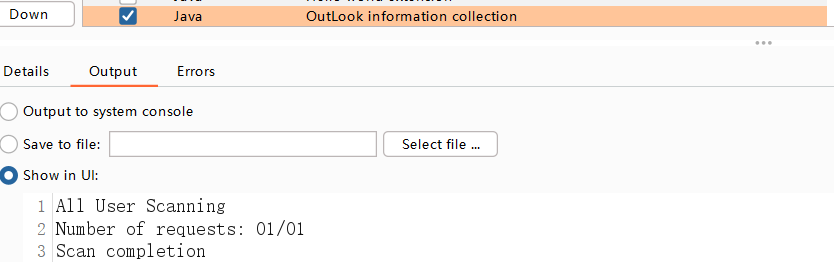 Down
Java OutLook information collection
Details Output Errors
Output to system console
Save to file: Select file ...
Show in UI:
1 All User Scanning
2 Number of requests: 01/01
3 Scan completion